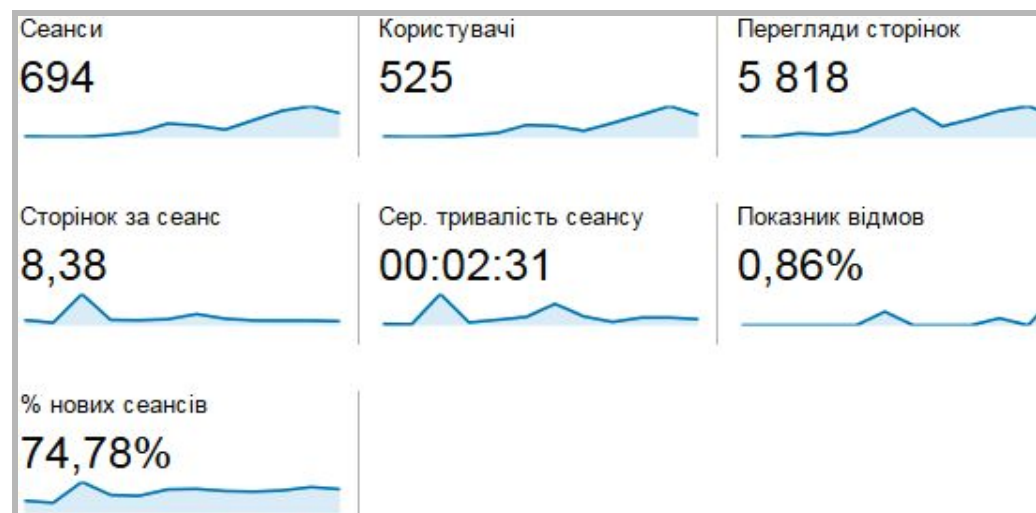 Сеанси
694
Користувачі
525
Перегляди сторінок
5 818
Сторінок за сеанс
8,38
Сер. тривалість сеансу
00:02:31
Показник відмов
0,86%
% нових сеансів
74,78%